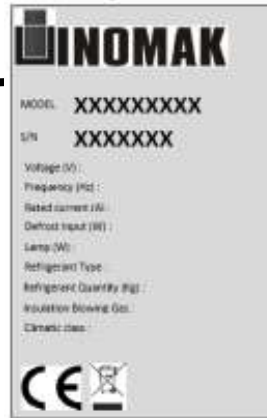 INOMAK
MODEL XXXXXXXXX
S/N XXXXXXX
Voltage (V) :
Frequency (Hz) :
Rated current (A) :
Defrost Input (W) :
Lamp (W) :
Refrigerant Type :
Refrigerant Quantity (Kg) :
Insulation Blowing Gas :
Climatic class :
CE